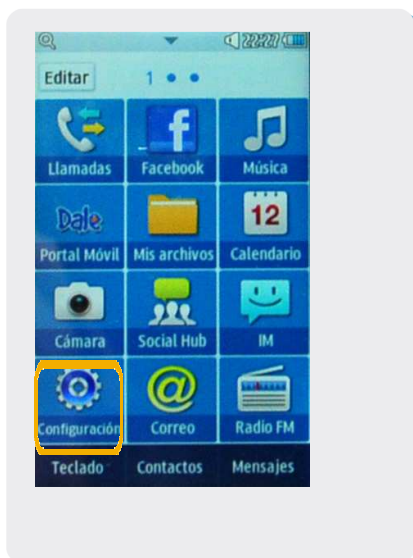 22:27
Editar 1
Llamadas Facebook Música
Dale 12
Portal Móvil Mis archivos Calendario
Cámara Social Hub IM
@
Configuración Correo Radio FM
Teclado Contactos Mensajes